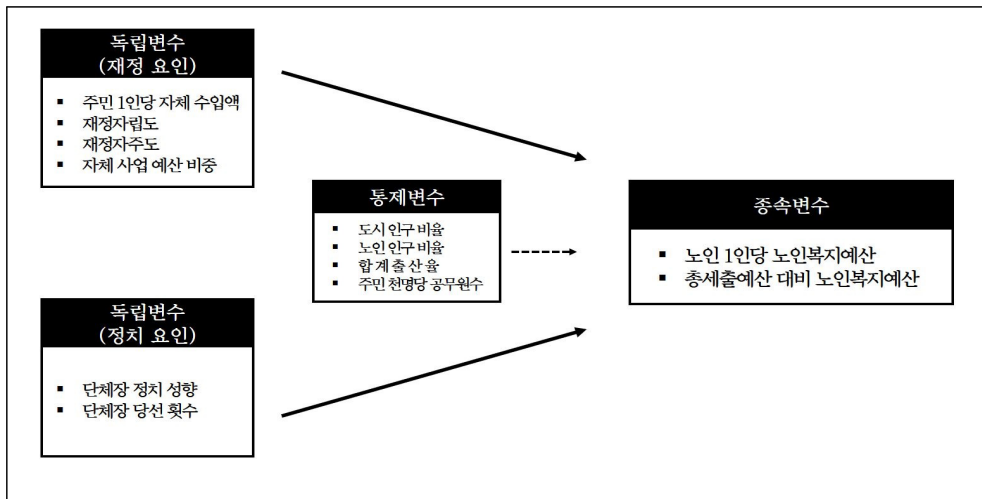 독립변수
(재정 요인)
▪ 주민 1인당 자체 수입액
▪ 재정자립도
▪ 재정자주도
▪ 자체 사업 예산 비중
통제변수
▪ 도시 인구 비율
▪ 노인 인구 비율
▪ 합 계 출 산 율
▪ 주민 천명당 공무원수
종속변수
▪ 노인 1인당 노인복지예산
▪ 총세출예산 대비 노인복지예산
독립변수
(정치 요인)
▪ 단체장 정치 성향
▪ 단체장 당선 횟수